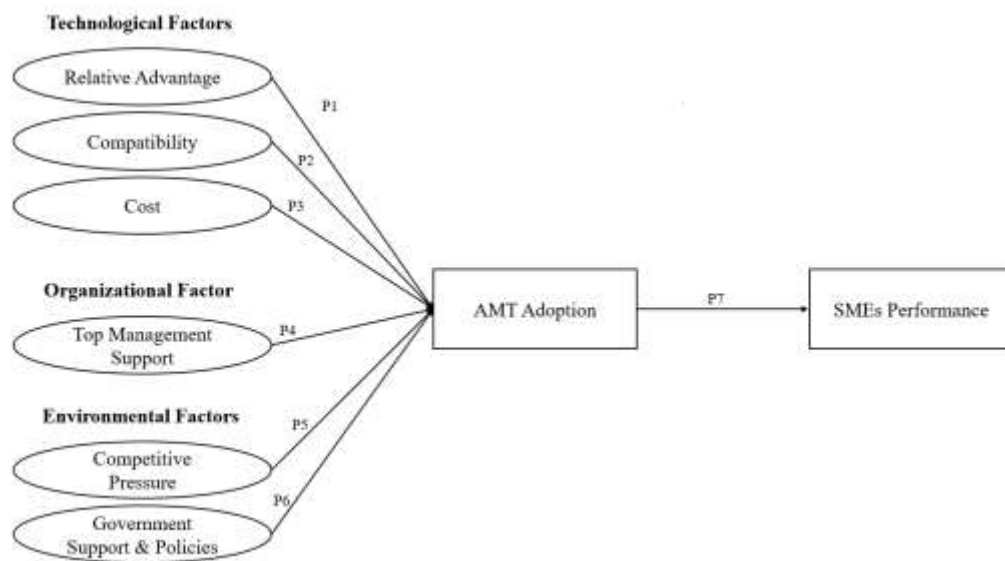 Technological Factors
Relative Advantage
P1
Compatibility
P2
Cost
P3
Organizational Factor
Top Management
Support
P4
Environmental Factors
Competitive
Pressure
P5
Government
Support & Policies
P6
AMT Adoption
P7
SMEs Performance